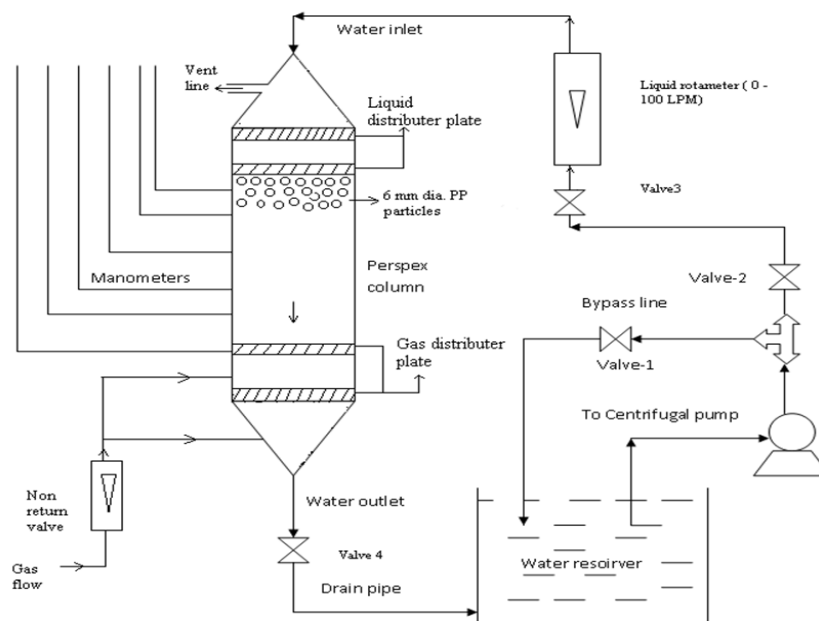 Water inlet
Vent
line
Liquid
distributer plate
Liquid rotameter ( 0 -
100 LPM)
6 mm dia. PP
particles
Valve3
Manometers
Perspex
column
Valve-2
Bypass line
Valve-1
Gas distributer
plate
To Centrifugal pump
Non
return
valve
Gas
flow
Water outlet
Valve 4
Drain pipe
Water resoirver